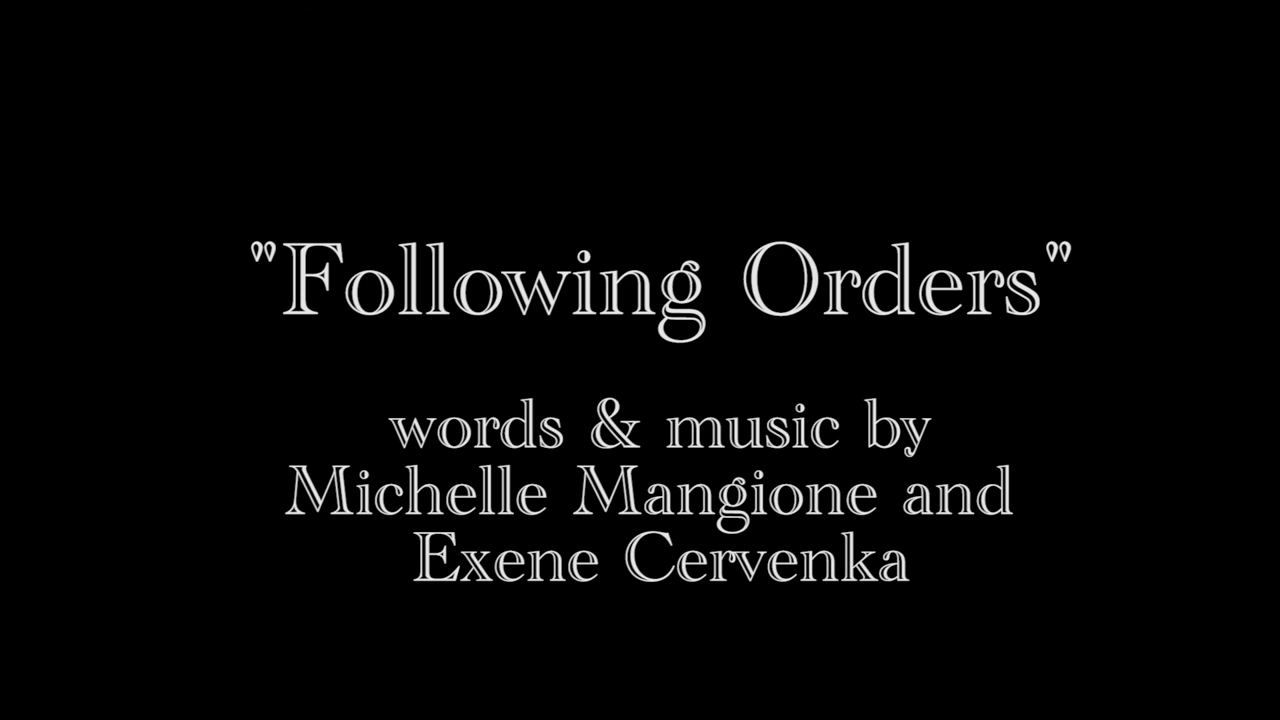 "Following Orders"
words & music by
Michelle Mangione and
Exene Cervenka